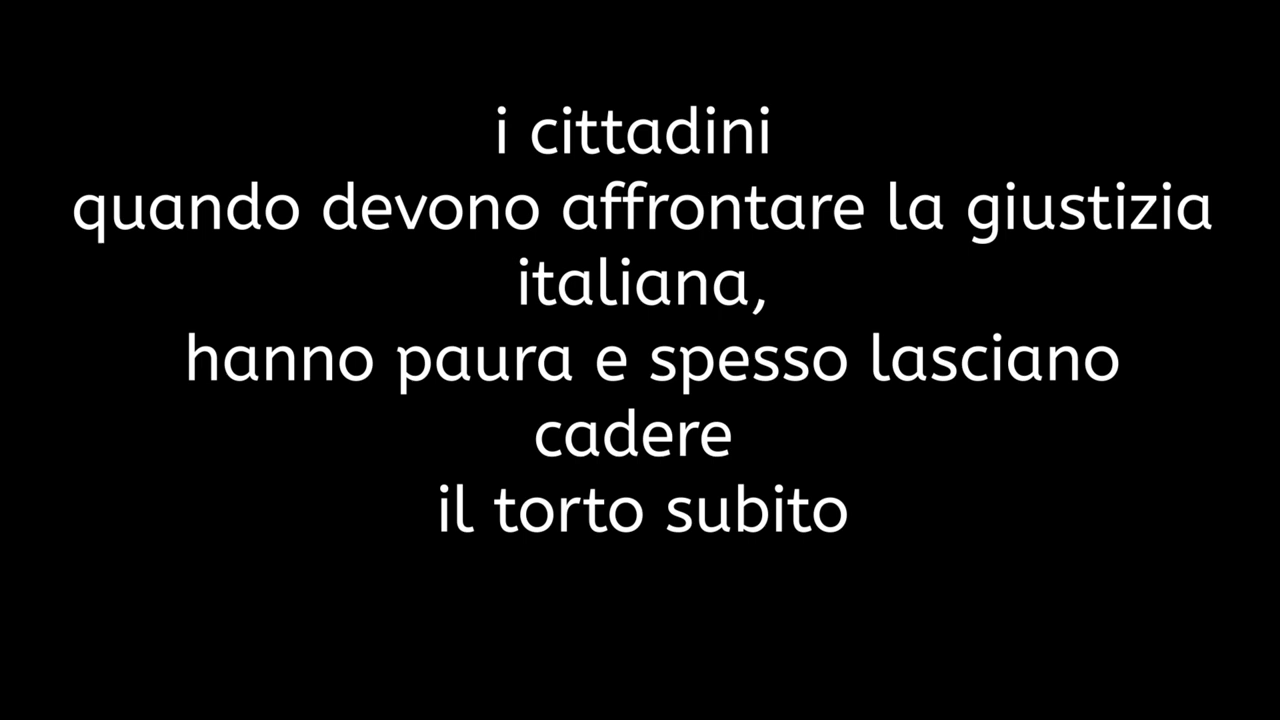 i cittadini
quando devono affrontare la giustizia
italiana,
hanno paura e spesso lasciano
cadere
il torto subito